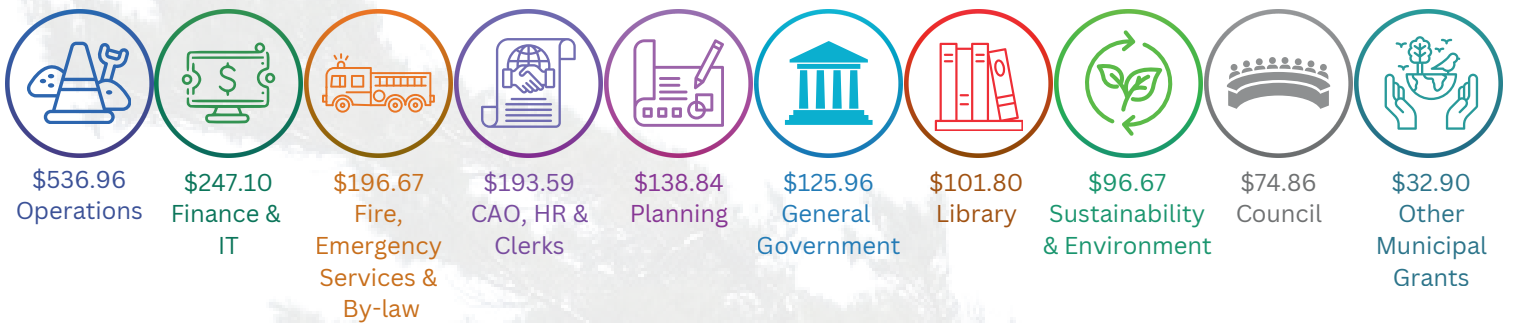 $536.96
Operations
$247.10
Finance &
IT
$196.67
Fire,
Emergency
Services &
By-law
$193.59
CAO, HR &
Clerks
$138.84
Planning
$125.96
General
Government
$101.80
Library
$96.67
Sustainability
& Environment
$74.86
Council
$32.90
Other
Municipal
Grants